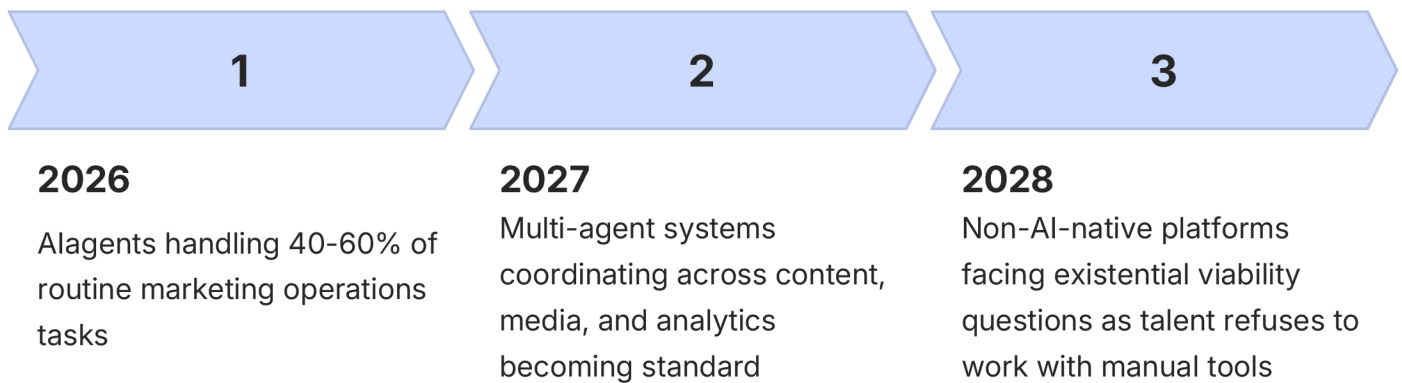 1
2
3
2026
AIagents handling 40-60% of
routine marketing operations
tasks
2027
Multi-agent systems
coordinating across content,
media, and analytics
becoming standard
2028
Non-AI-native platforms
facing existential viability
questions as talent refuses to
work with manual tools